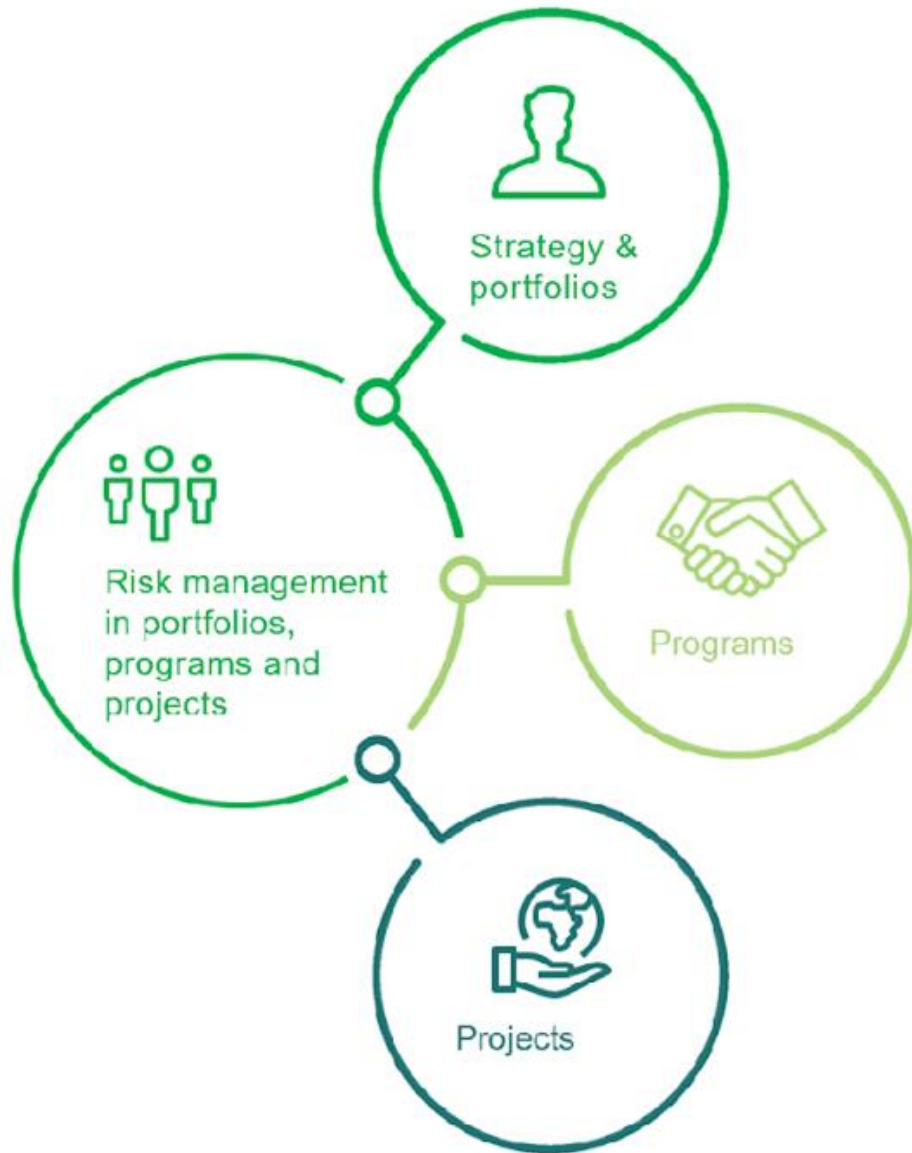 Strategy &
portfolios
Risk management
in portfolios,
programs and
projects
Programs
Projects